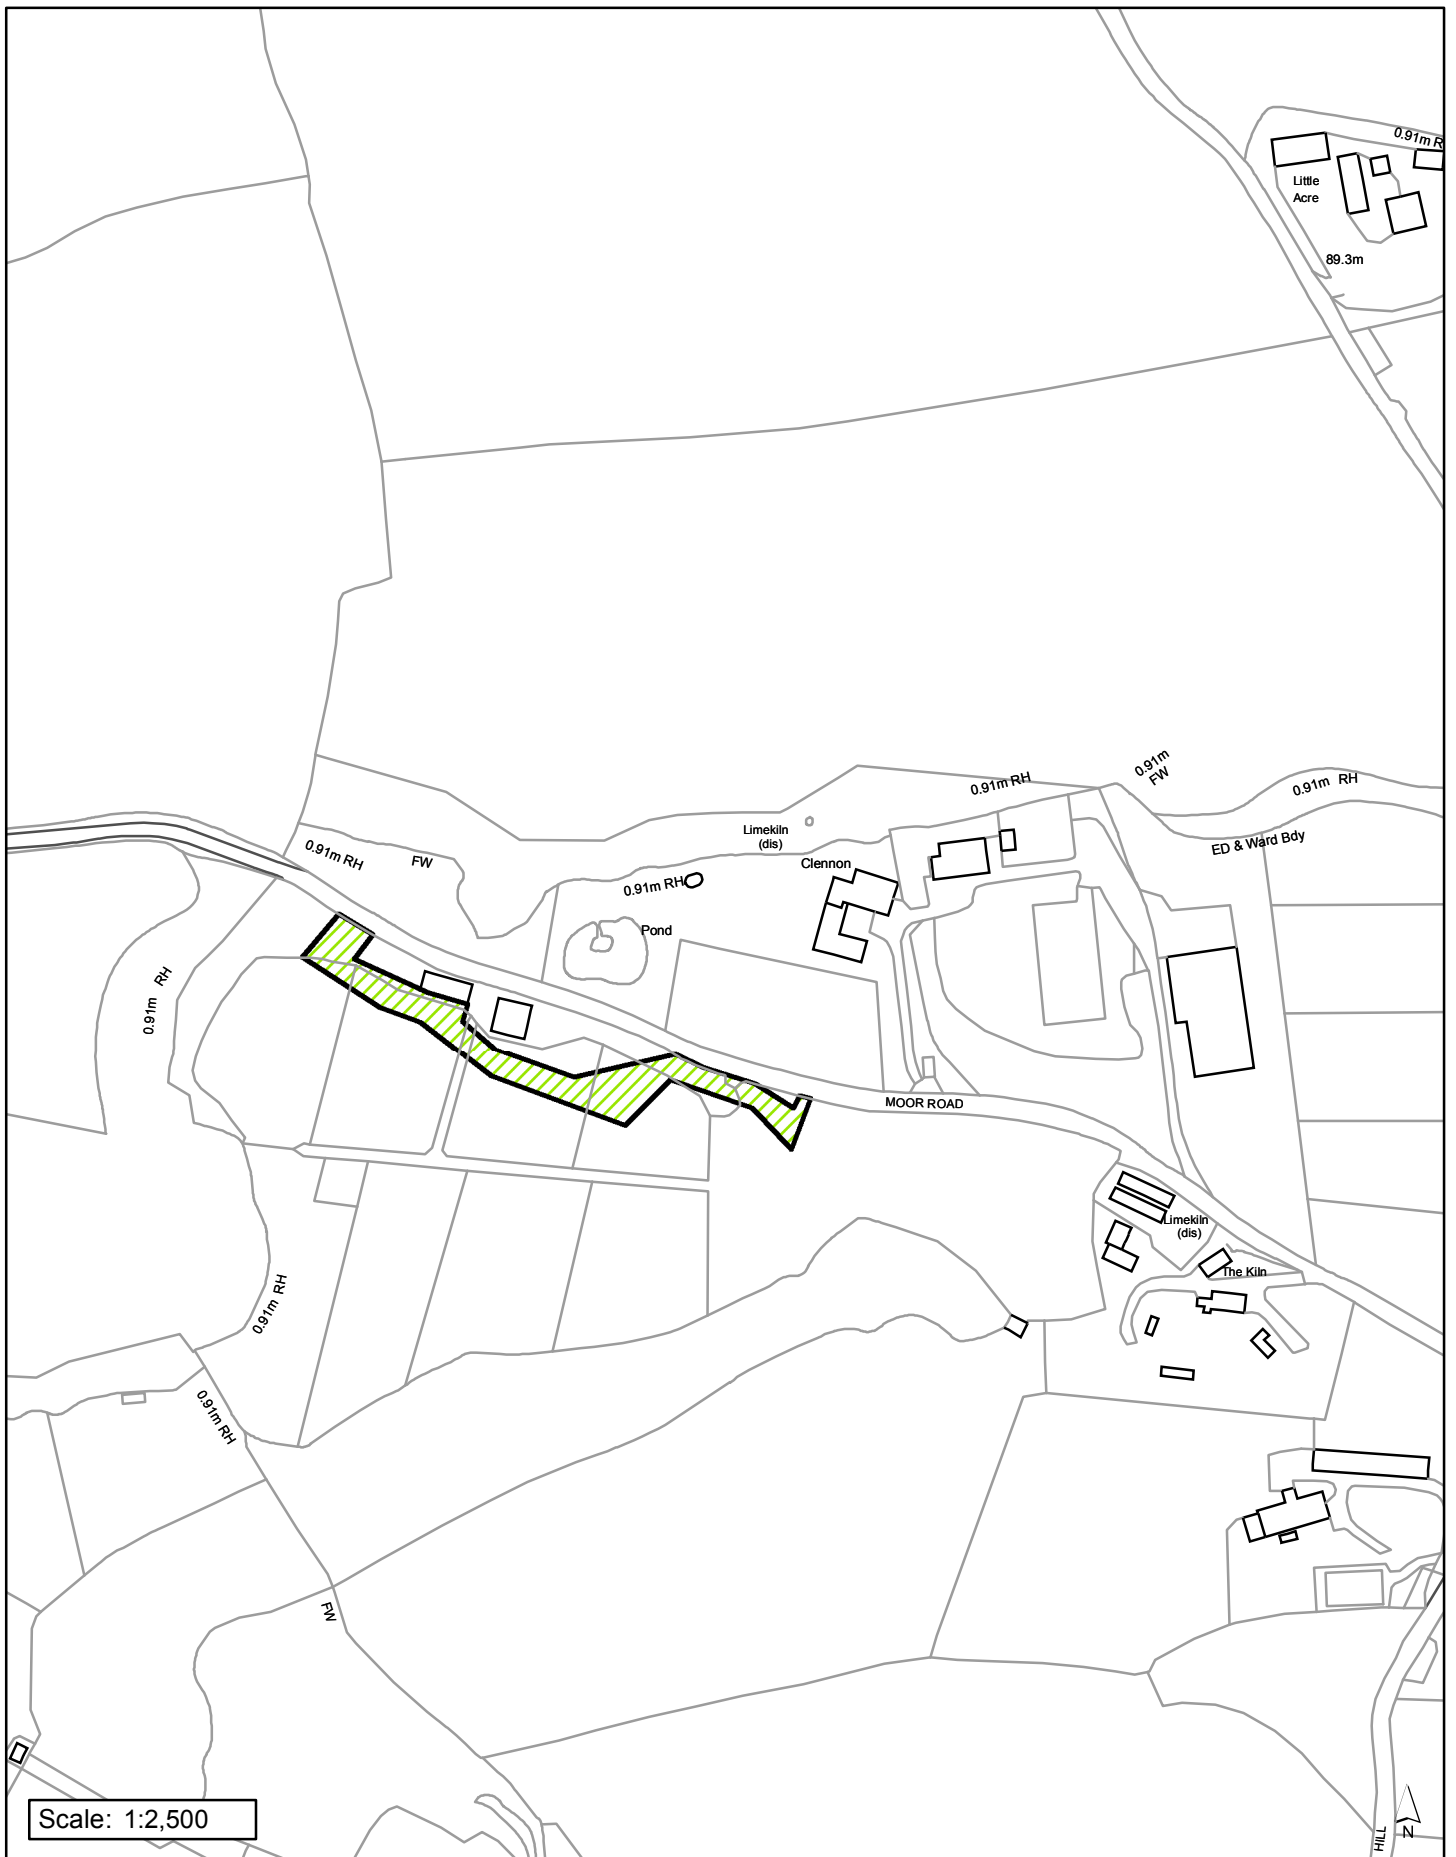 0.91m R
Little
Acre
89.3m
0.91m
FW
0.91m RH
0.91m RH
Limekiln
(dis)
ED & Ward Bdy
0.91m RH
FW
Clennon
0.91m RH
Pond
0.91m RH
MOOR ROAD
Limekiln
(dis)
The Kiln
0.91m RH
0.91m RH
FW
Scale: 1:2,500
HILL
N